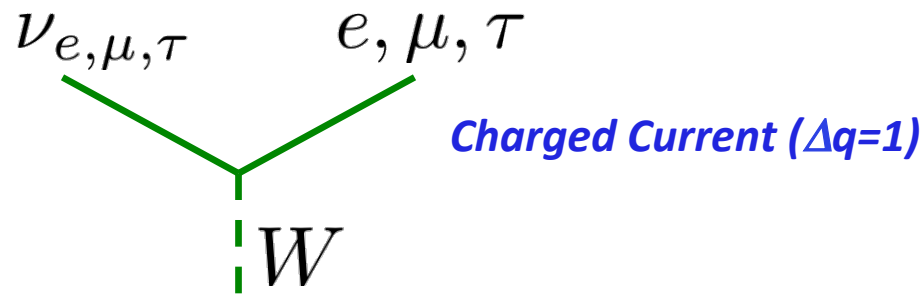 ν_{e,μ,τ}
e, μ, τ
Charged Current (Δq=1)
W